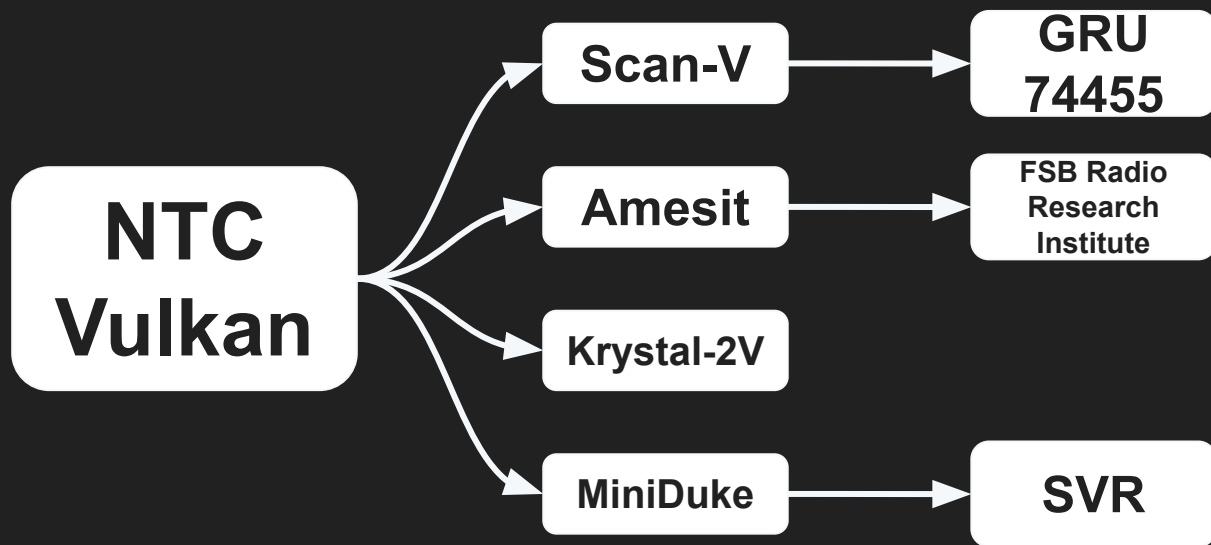 NTC
Vulkan
Scan-V
GRU
74455
Amesit
FSB Radio
Research
Institute
Krystal-2V
MiniDuke
SVR